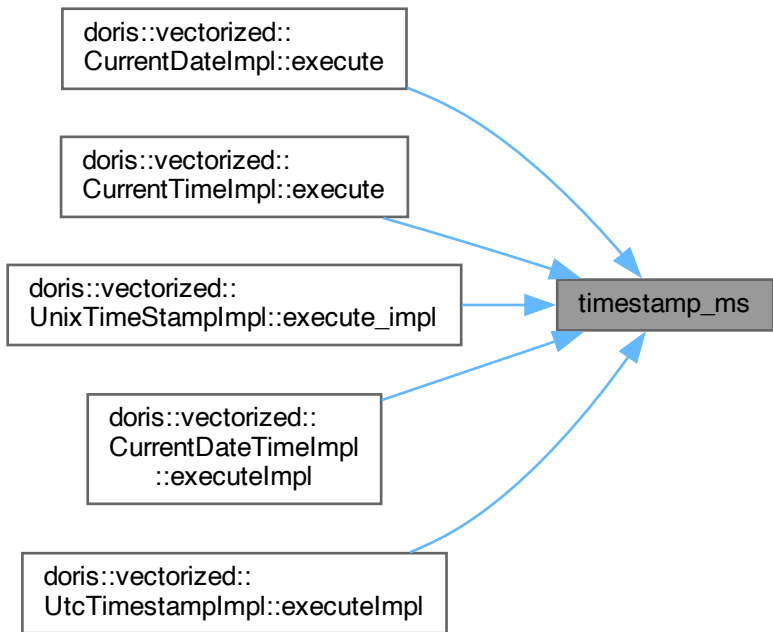 doris::vectorized::
CurrentDateImpl::execute
doris::vectorized::
CurrentTimeImpl::execute
doris::vectorized::
UnixTimeStampImpl::execute_impl
timestamp_ms
doris::vectorized::
CurrentDateTimeImpl
::executeImpl
doris::vectorized::
UtcTimestampImpl::executeImpl